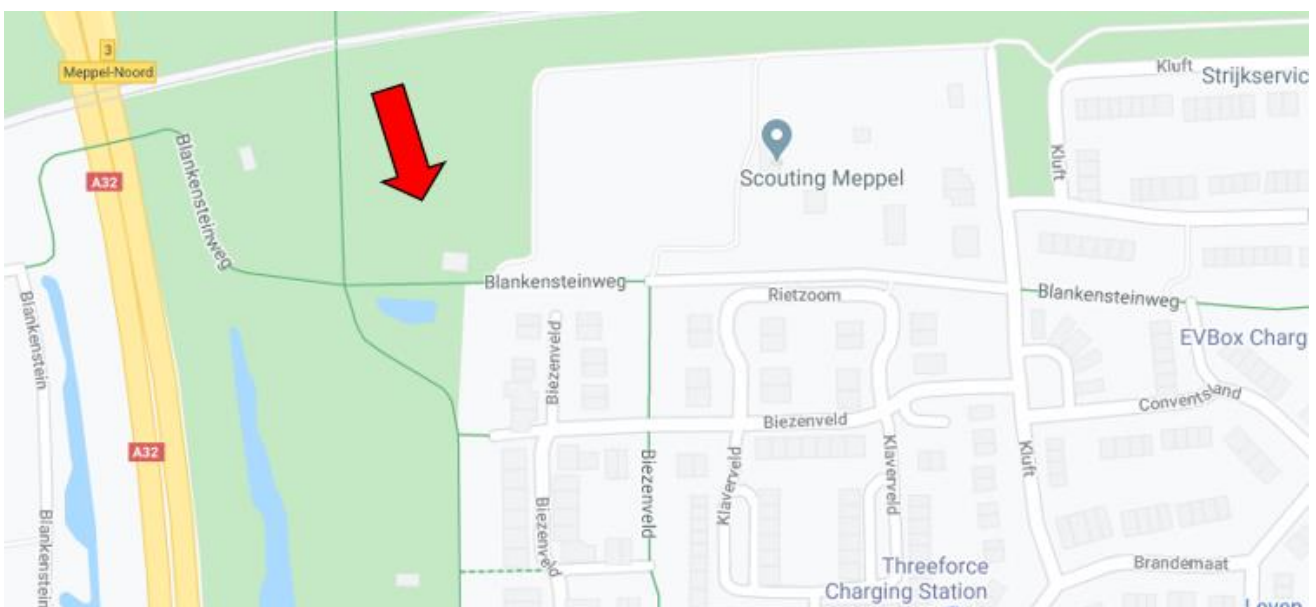 3
Meppel-Noord
Kluft
Strijkservic
Blankensteinweg
Kluft
A32
Scouting Meppel
Blankensteinweg
Rietzoom
Blankensteinweg
Blankenstein
Biezenveld
EVBox Charg
Conventsland
Biezenveld
A32
Klaverveld
Biezenveld
Klaverveld
Kluft
Biezenveld
Blankenstein
Threeforce
Charging Station
Brandemaat